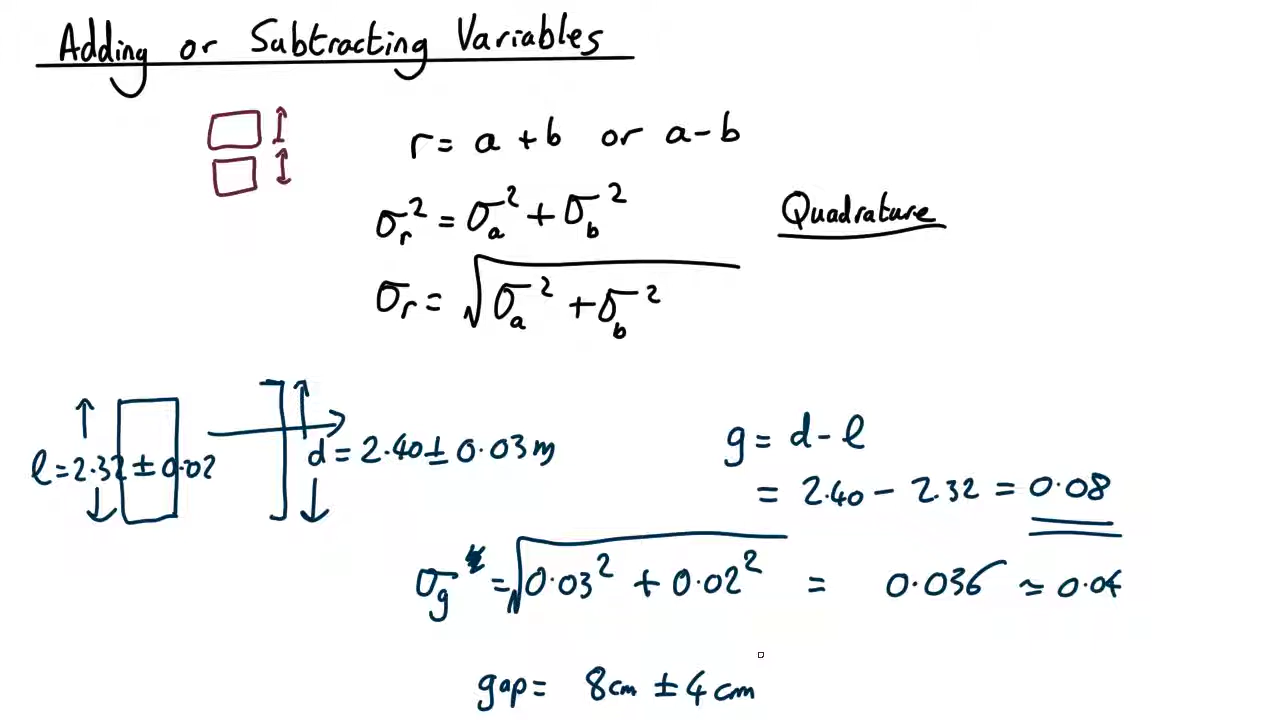 Adding or Subtracting Variables
r = a + b or a - b
σr² = σa² + σb²
Quadrature
σr = √(σa² + σb²)
l = 2.32 ± 0.02
d = 2.40 ± 0.03m
g = d - l
= 2.40 - 2.32 = 0.08
σg = √(0.03² + 0.02²) = 0.036 ≃ 0.04
gap = 8cm ± 4cm